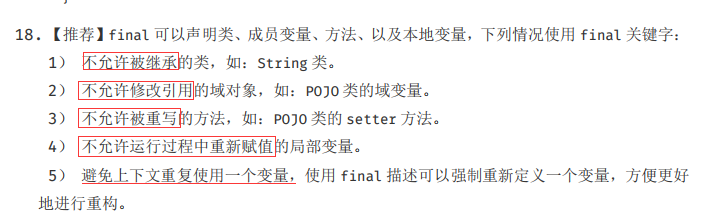 18.【推荐】final 可以声明类、成员变量、方法、以及本地变量，下列情况使用 final 关键字：
1） 不允许被继承的类，如：String 类。
2） 不允许修改引用的域对象，如：POJO 类的域变量。
3） 不允许被重写的方法，如：POJO 类的 setter 方法。
4） 不允许运行过程中重新赋值的局部变量。
5） 避免上下文重复使用一个变量，使用 final 描述可以强制重新定义一个变量，方便更好
地进行重构。